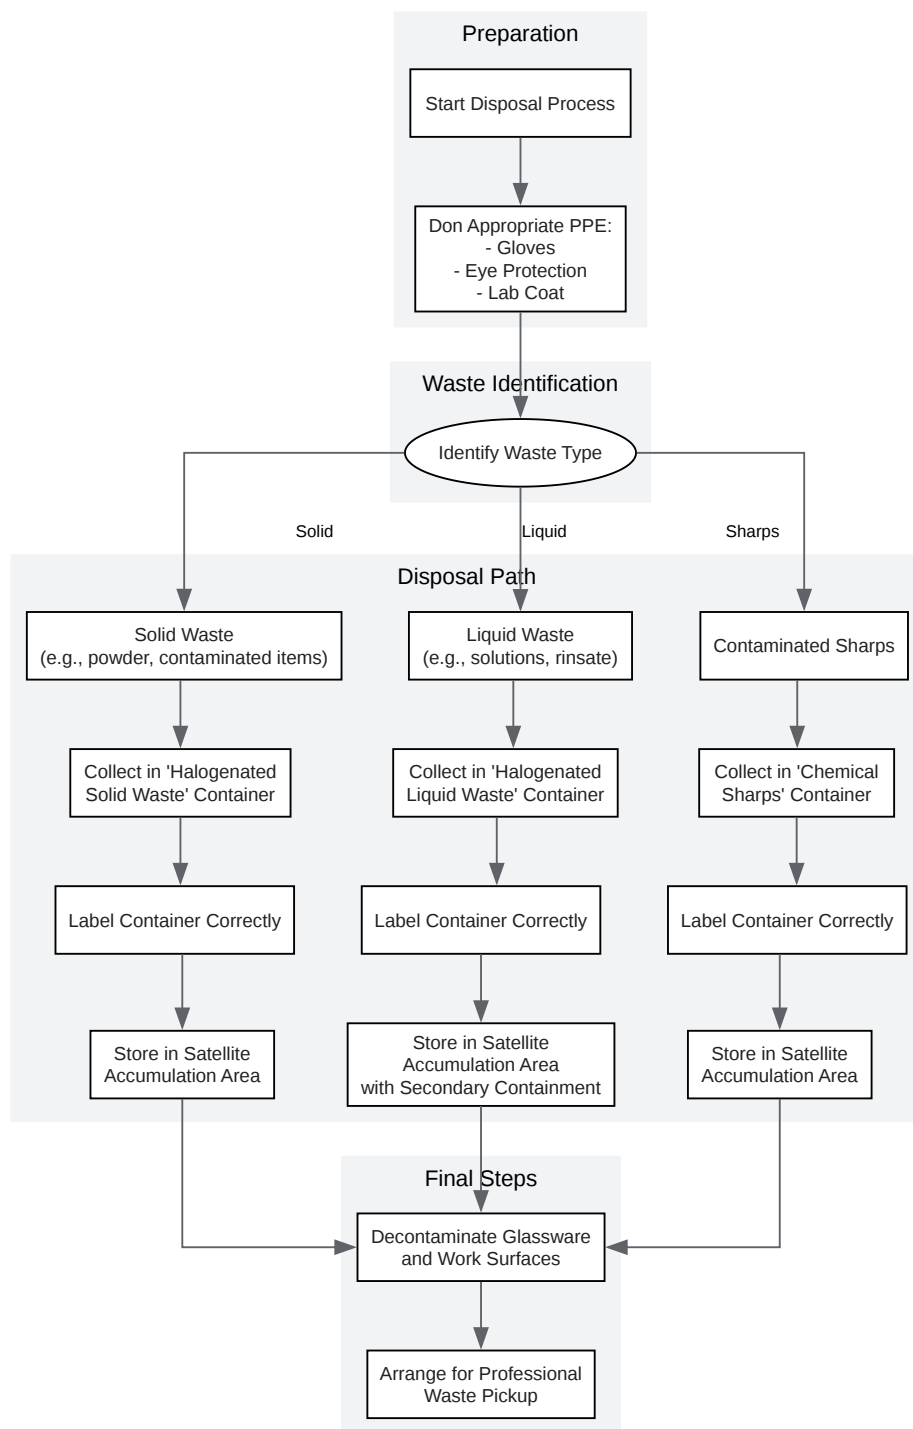 Preparation
Start Disposal Process
Don Appropriate PPE:
- Gloves
- Eye Protection
- Lab Coat
Waste Identification
Identify Waste Type
Solid
Liquid
Sharps
Disposal Path
Solid Waste
(e.g., powder, contaminated items)
Liquid Waste
(e.g., solutions, rinsate)
Contaminated Sharps
Collect in 'Halogenated
Solid Waste' Container
Collect in 'Halogenated
Liquid Waste' Container
Collect in 'Chemical
Sharps' Container
Label Container Correctly
Label Container Correctly
Label Container Correctly
Store in Satellite
Accumulation Area
Store in Satellite
Accumulation Area
with Secondary Containment
Store in Satellite
Accumulation Area
Final Steps
Decontaminate Glassware
and Work Surfaces
Arrange for Professional
Waste Pickup